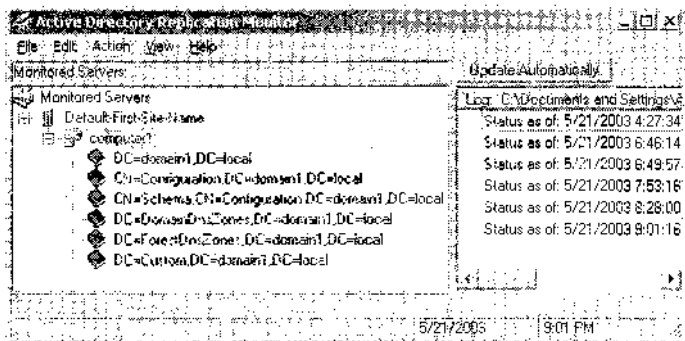 Active Directory Replication Monitor
File Edit Action View Help
Monitored Servers:
Update Automatically
Monitored Servers
Default-First-Site-Name
computer1
DC=domain1,DC=local
CN=Configuration,DC=domain1,DC=local
CN=Schema,CN=Configuration,DC=domain1,DC=local
DC=DomainDnsZones,DC=domain1,DC=local
DC=ForestDnsZones,DC=domain1,DC=local
DC=Custom,DC=domain1,DC=local
Log: C:\Documents and Settings\
Status as of: 5/21/2003 4:27:34
Status as of: 5/21/2003 6:46:14
Status as of: 5/21/2003 6:49:57
Status as of: 5/21/2003 7:53:16
Status as of: 5/21/2003 8:28:00
Status as of: 5/21/2003 9:01:16
5/21/2003 9:01 PM